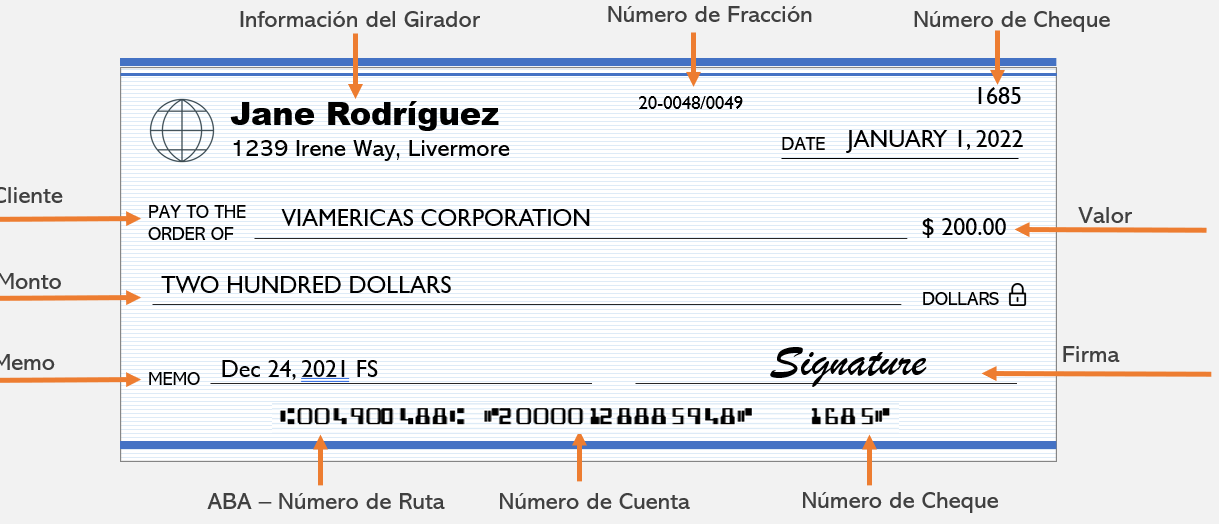 Información del Girador
Número de Fracción
Número de Cheque
Jane Rodríguez
1239 Irene Way, Livermore
20-0048/0049
1685
DATE JANUARY 1, 2022
Cliente
PAY TO THE
ORDER OF
VIAMERICAS CORPORATION
$ 200.00
Valor
Monto
TWO HUNDRED DOLLARS
DOLLARS
Memo
MEMO Dec 24, 2021 FS
Signature
Firma
⑆004900488⑆ ⑈20000128885948⑈ 1685⑈
ABA – Número de Ruta
Número de Cuenta
Número de Cheque